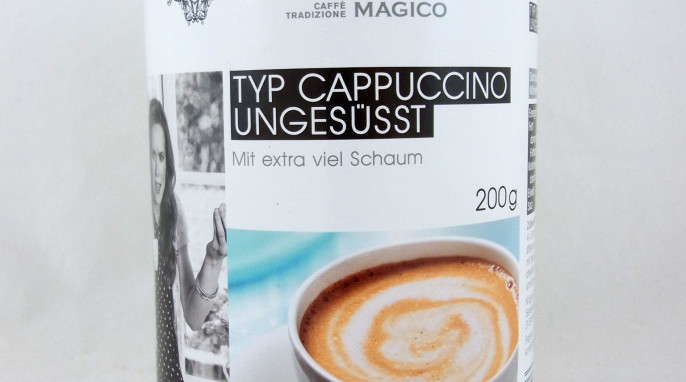 CAFFÈ
TRADIZIONE MAGICO
TYP CAPPUCCINO
UNGESÜSST
Mit extra viel Schaum
200g